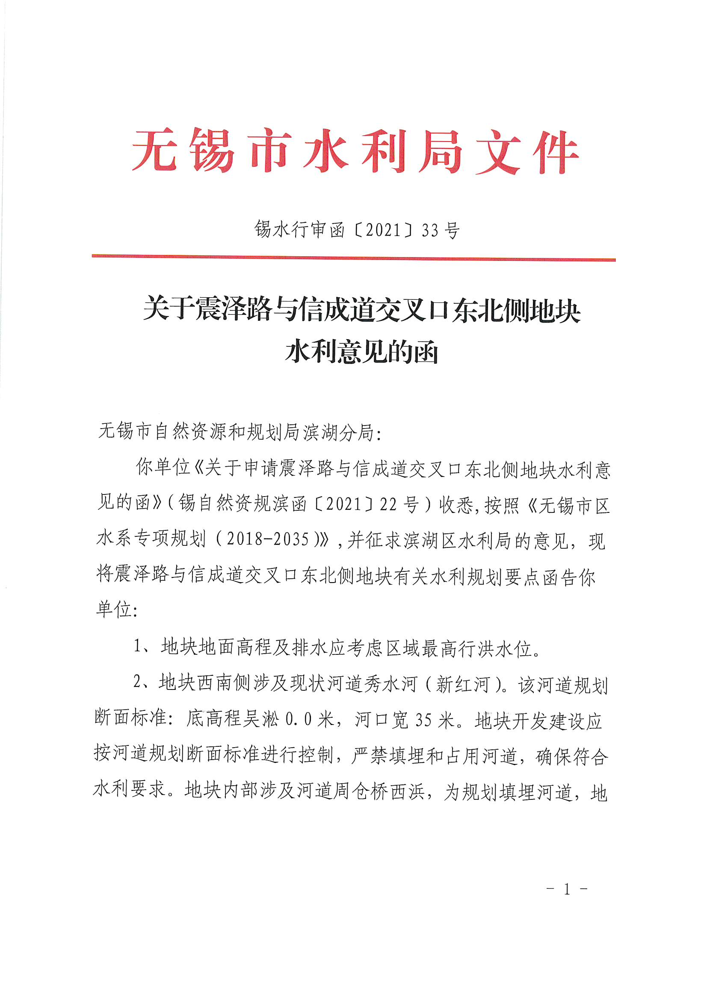 无锡市水利局文件
锡水行审函〔2021〕33号
关于震泽路与信成道交叉口东北侧地块
水利意见的函
无锡市自然资源和规划局滨湖分局：
你单位《关于申请震泽路与信成道交叉口东北侧地块水利意
见的函》（锡自然资规滨函〔2021〕22号）收悉,按照《无锡市区
水系专项规划（2018-2035）》,并征求滨湖区水利局的意见，现
将震泽路与信成道交叉口东北侧地块有关水利规划要点函告你
单位：
1、地块地面高程及排水应考虑区域最高行洪水位。
2、地块西南侧涉及现状河道秀水河（新红河）。该河道规划
断面标准：底高程吴淞0.0米，河口宽35米。地块开发建设应
按河道规划断面标准进行控制，严禁填埋和占用河道，确保符合
水利要求。地块内部涉及河道周仓桥西浜，为规划填埋河道，地
- 1 -